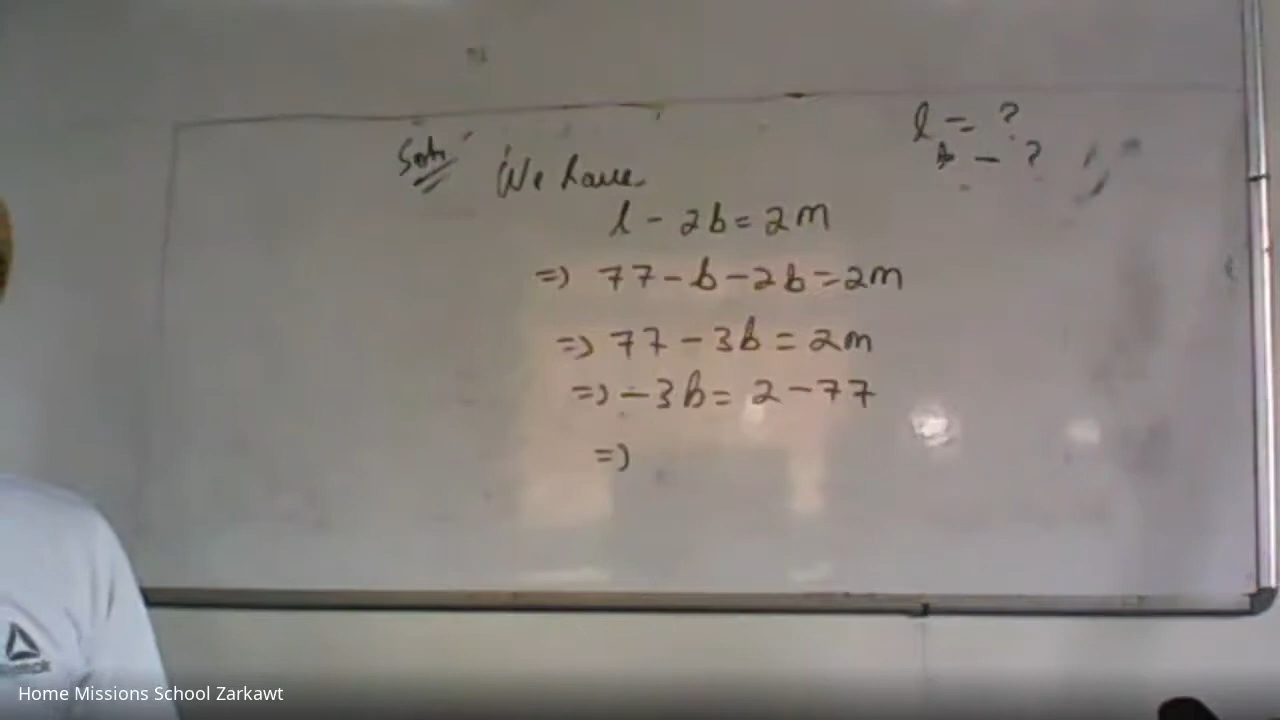 l = ?
b = ?
Soln We have
l - 2b = 2m
=> 77 - b - 2b = 2m
=> 77 - 3b = 2m
=> - 3b = 2 - 77
=>
Home Missions School Zarkawt